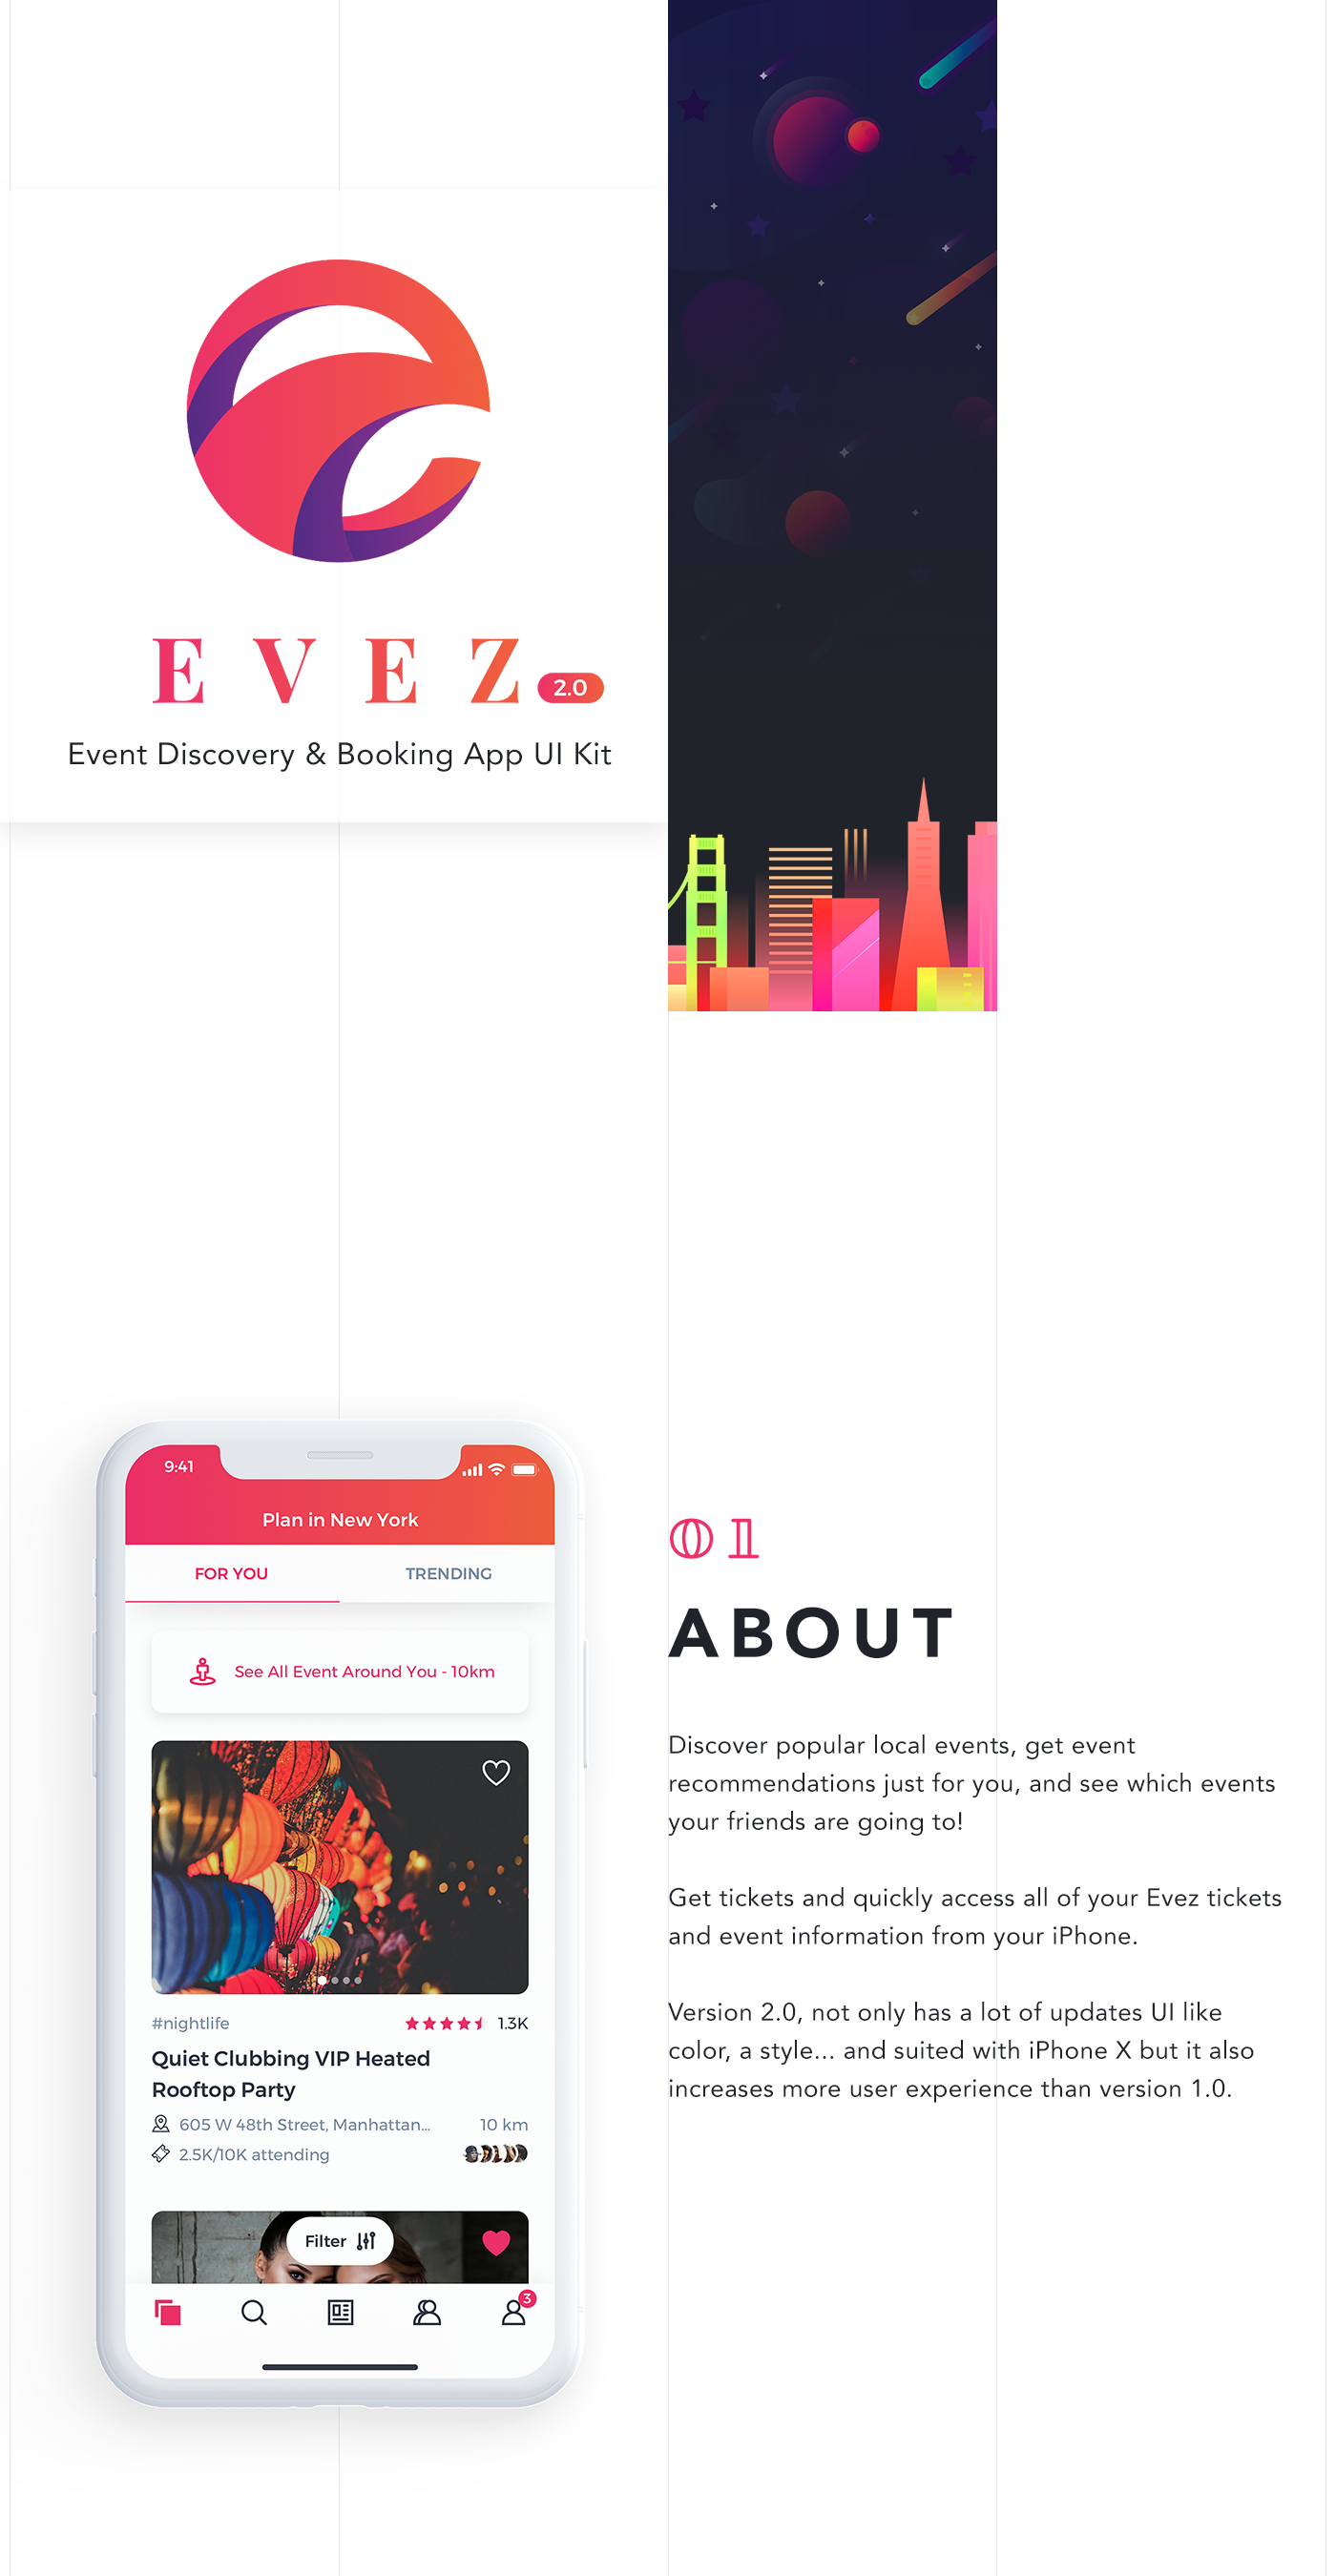 EVEZ
2.0
Event Discovery & Booking App UI Kit
9:41
Plan in New York
FOR YOU
TRENDING
See All Event Around You - 10km
#nightlife
1.3K
Quiet Clubbing VIP Heated
Rooftop Party
605 W 48th Street, Manhattan...
10 km
2.5K/10K attending
Filter
3
01
ABOUT
Discover popular local events, get event
recommendations just for you, and see which events
your friends are going to!
Get tickets and quickly access all of your Evez tickets
and event information from your iPhone.
Version 2.0, not only has a lot of updates UI like
color, a style... and suited with iPhone X but it also
increases more user experience than version 1.0.